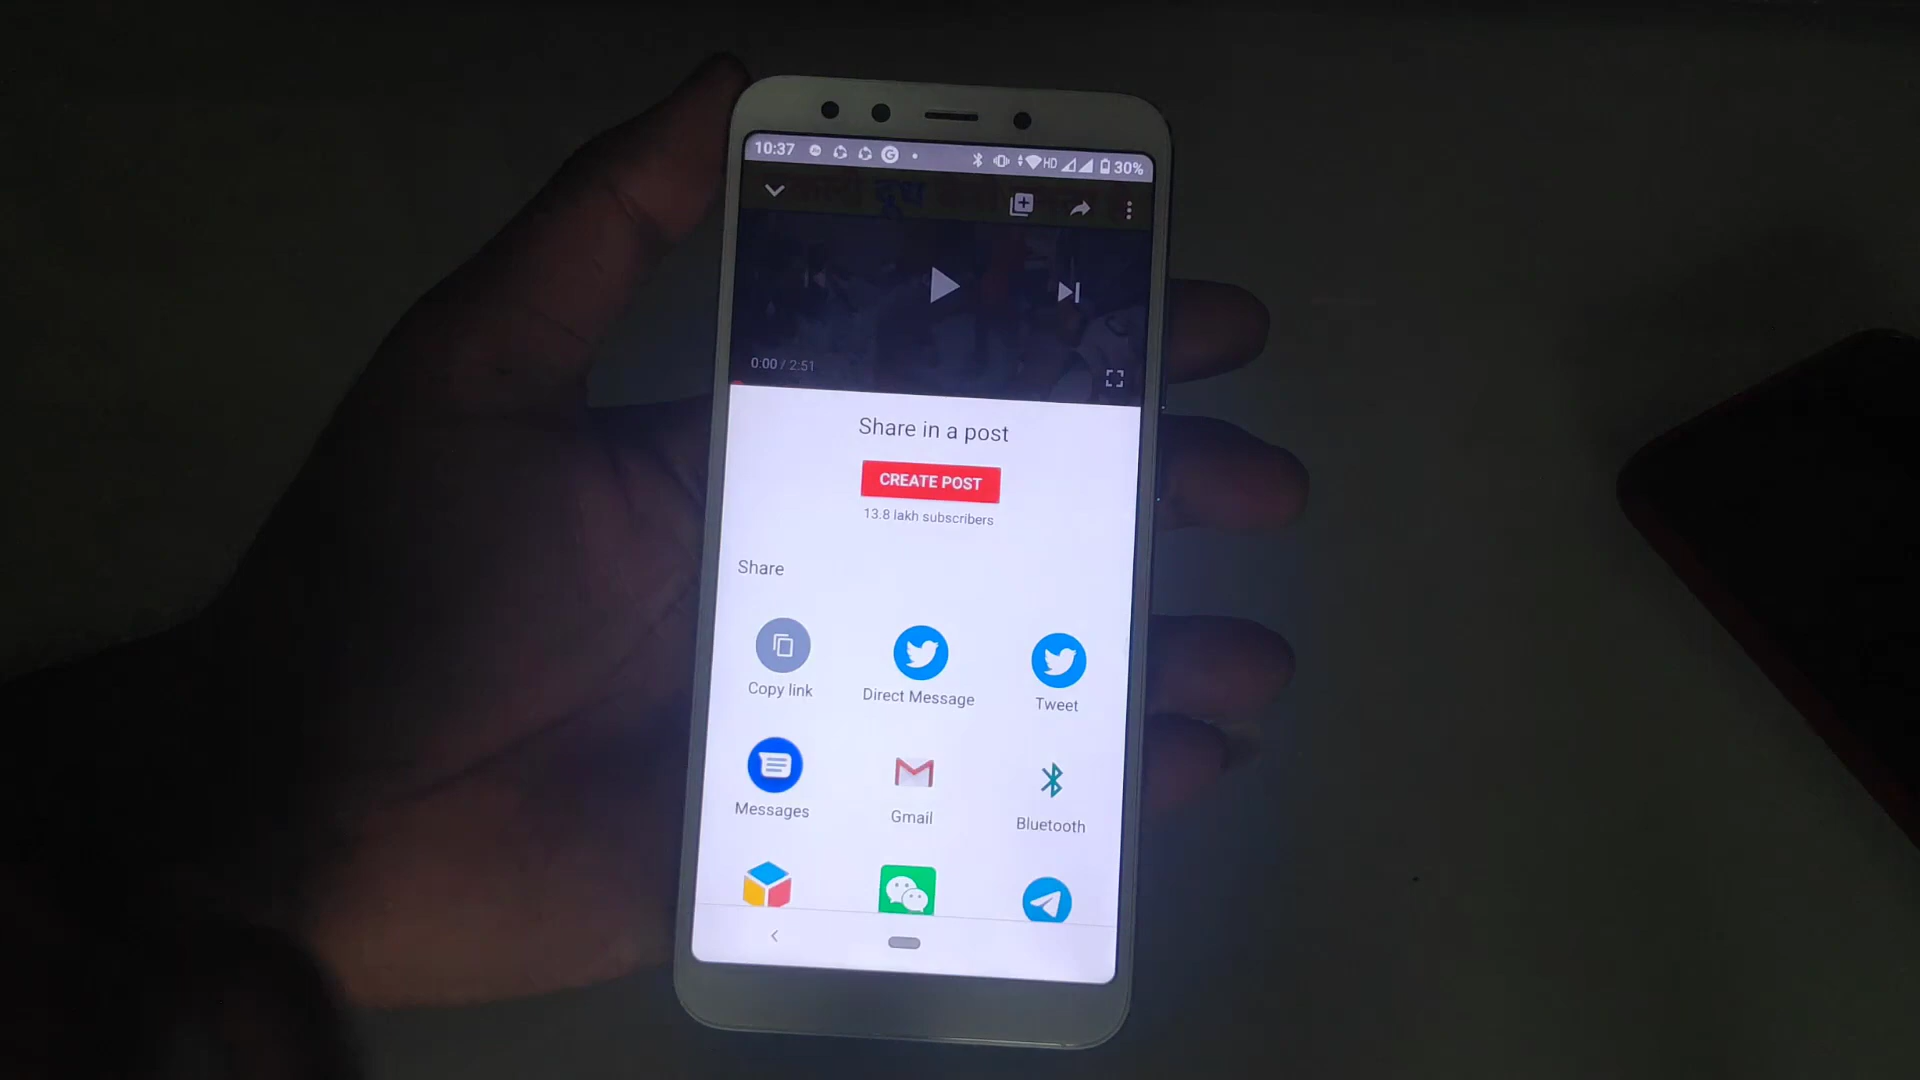 10:37
HD
30%
दूध
0:00 / 2:51
Share in a post
CREATE POST
13.8 lakh subscribers
Share
Copy link
Direct Message
Tweet
Messages
Gmail
Bluetooth